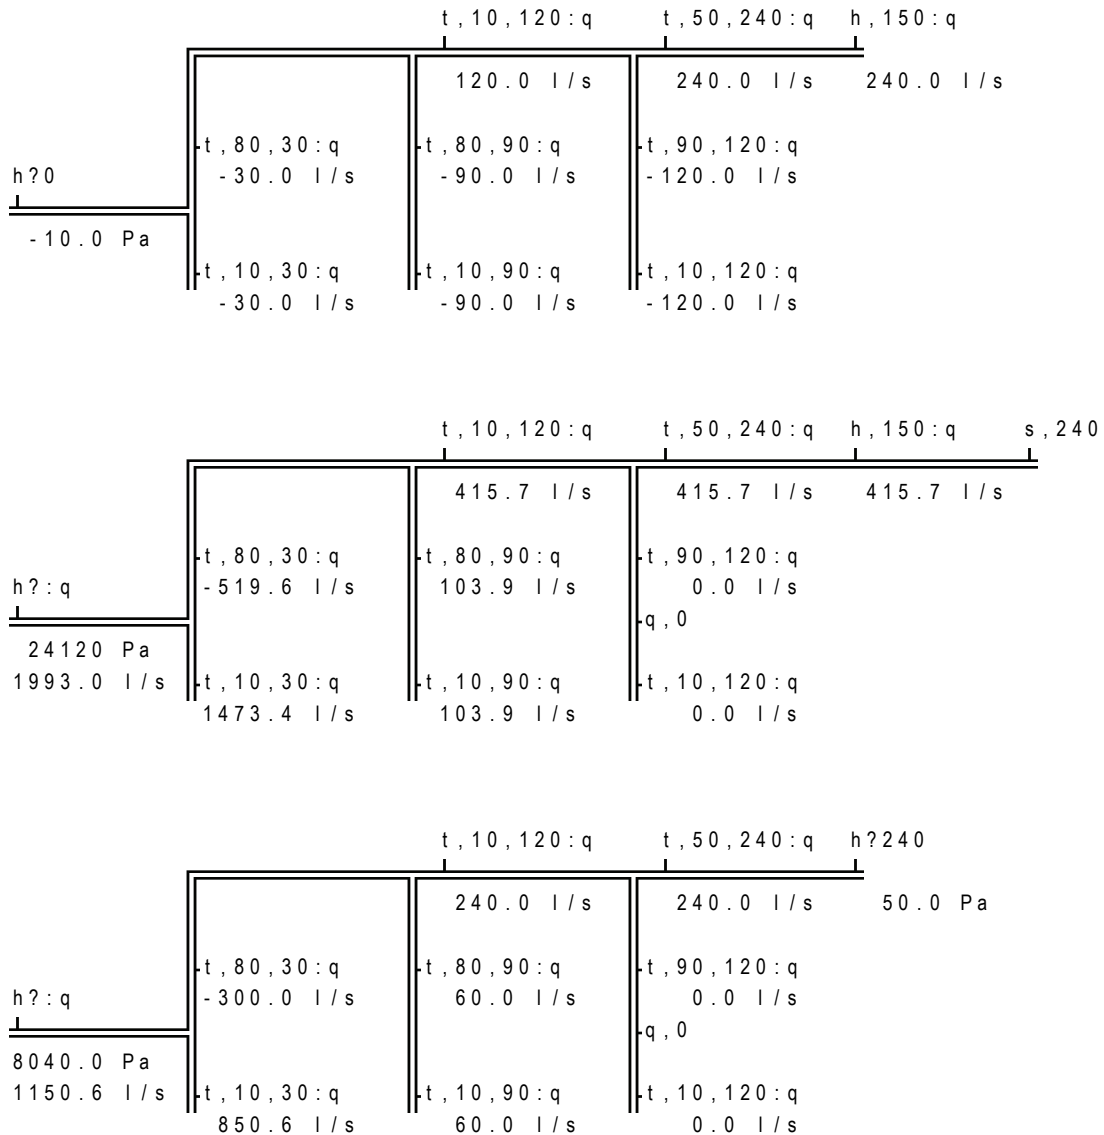 t,10,120:q t,50,240:q h,150:q
120.0 l/s 240.0 l/s 240.0 l/s
t,80,30:q t,80,90:q t,90,120:q
h?0 -30.0 l/s -90.0 l/s -120.0 l/s
-10.0 Pa
t,10,30:q t,10,90:q t,10,120:q
-30.0 l/s -90.0 l/s -120.0 l/s
t,10,120:q t,50,240:q h,150:q s,240
415.7 l/s 415.7 l/s 415.7 l/s
t,80,30:q t,80,90:q t,90,120:q
h?:q -519.6 l/s 103.9 l/s 0.0 l/s
q,0
24120 Pa
1993.0 l/s t,10,30:q t,10,90:q t,10,120:q
1473.4 l/s 103.9 l/s 0.0 l/s
t,10,120:q t,50,240:q h?240
240.0 l/s 240.0 l/s 50.0 Pa
t,80,30:q t,80,90:q t,90,120:q
h?:q -300.0 l/s 60.0 l/s 0.0 l/s
q,0
8040.0 Pa
1150.6 l/s t,10,30:q t,10,90:q t,10,120:q
850.6 l/s 60.0 l/s 0.0 l/s